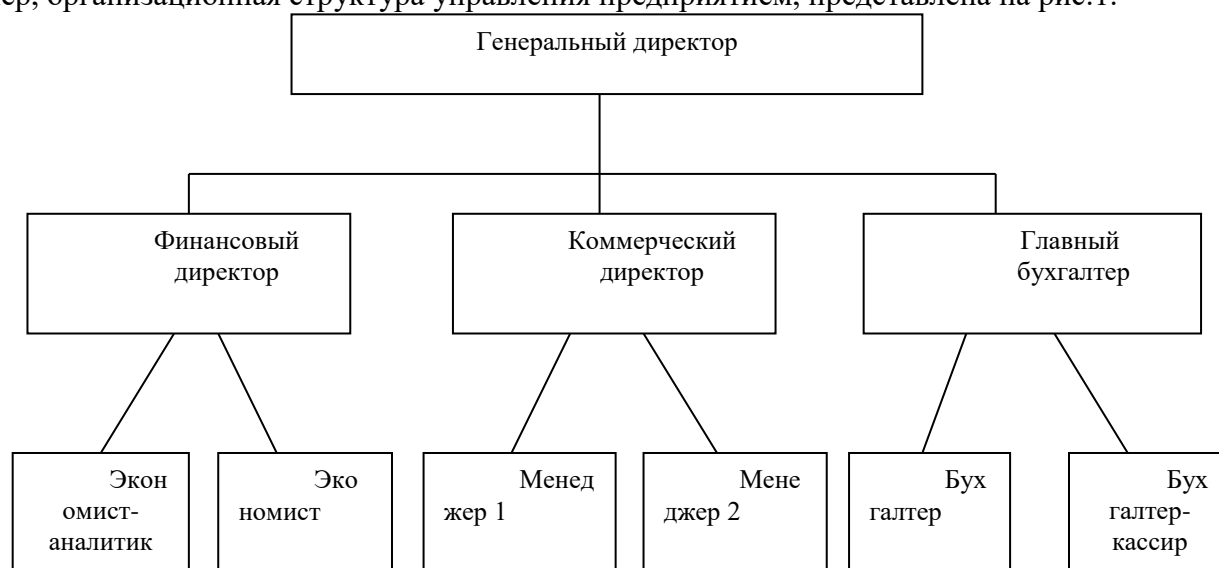 организационная структура управления предприятием, представлена на рис.1.
Генеральный директор
Финансовый
директор
Коммерческий
директор
Главный
бухгалтер
Экон
омист-
аналитик
Эко
номист
Менед
жер 1
Мене
джер 2
Бух
галтер
Бух
галтер-
кассир